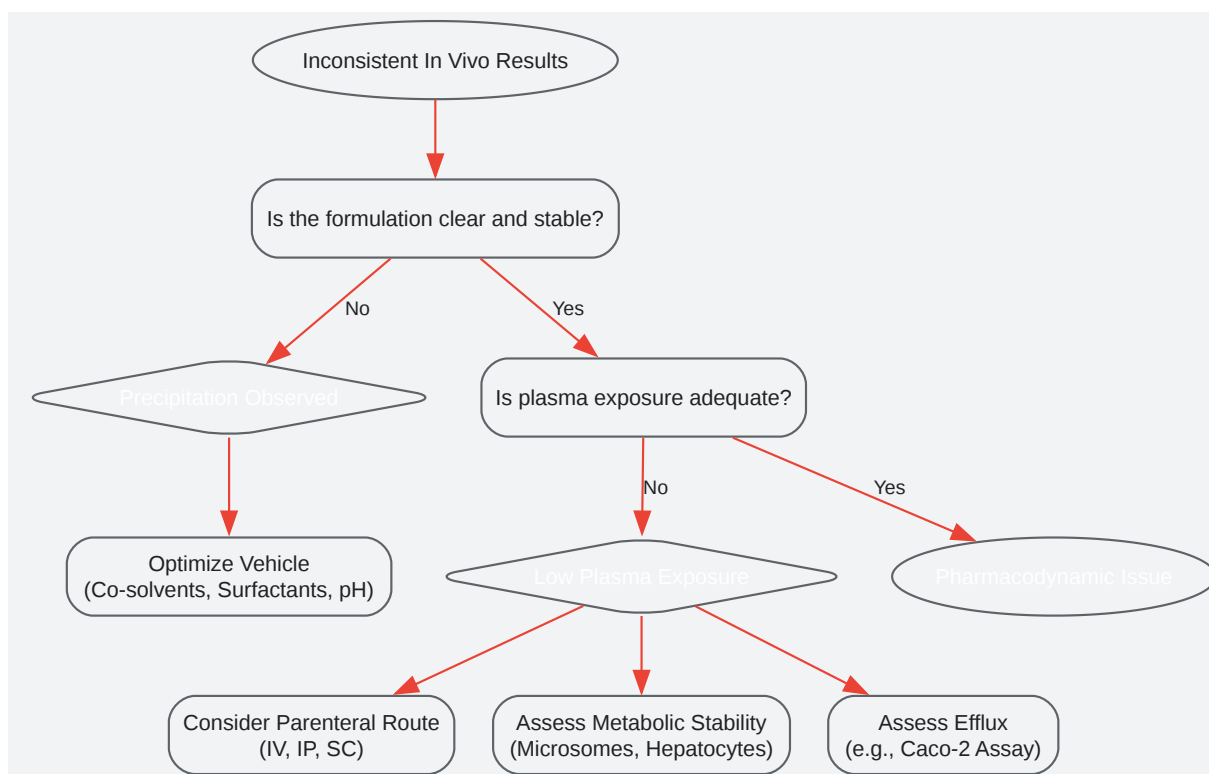 Inconsistent In Vivo Results
Is the formulation clear and stable?
No
Yes
Precipitation Observed
Is plasma exposure adequate?
No
Yes
Optimize Vehicle
(Co-solvents, Surfactants, pH)
Low Plasma Exposure
Pharmacodynamic Issue
Consider Parenteral Route
(IV, IP, SC)
Assess Metabolic Stability
(Microsomes, Hepatocytes)
Assess Efflux
(e.g., Caco-2 Assay)